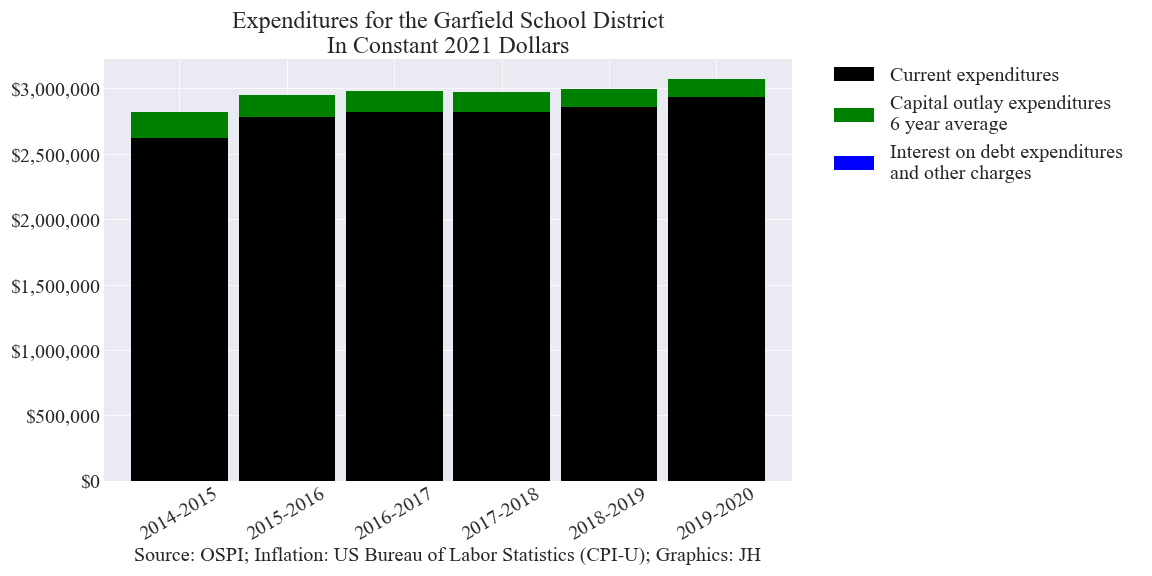 Expenditures for the Garfield School District
In Constant 2021 Dollars
$3,000,000
$2,500,000
$2,000,000
$1,500,000
$1,000,000
$500,000
$0
2014-2015
2015-2016
2016-2017
2017-2018
2018-2019
2019-2020
Source: OSPI; Inflation: US Bureau of Labor Statistics (CPI-U); Graphics: JH
Current expenditures
Capital outlay expenditures
6 year average
Interest on debt expenditures
and other charges